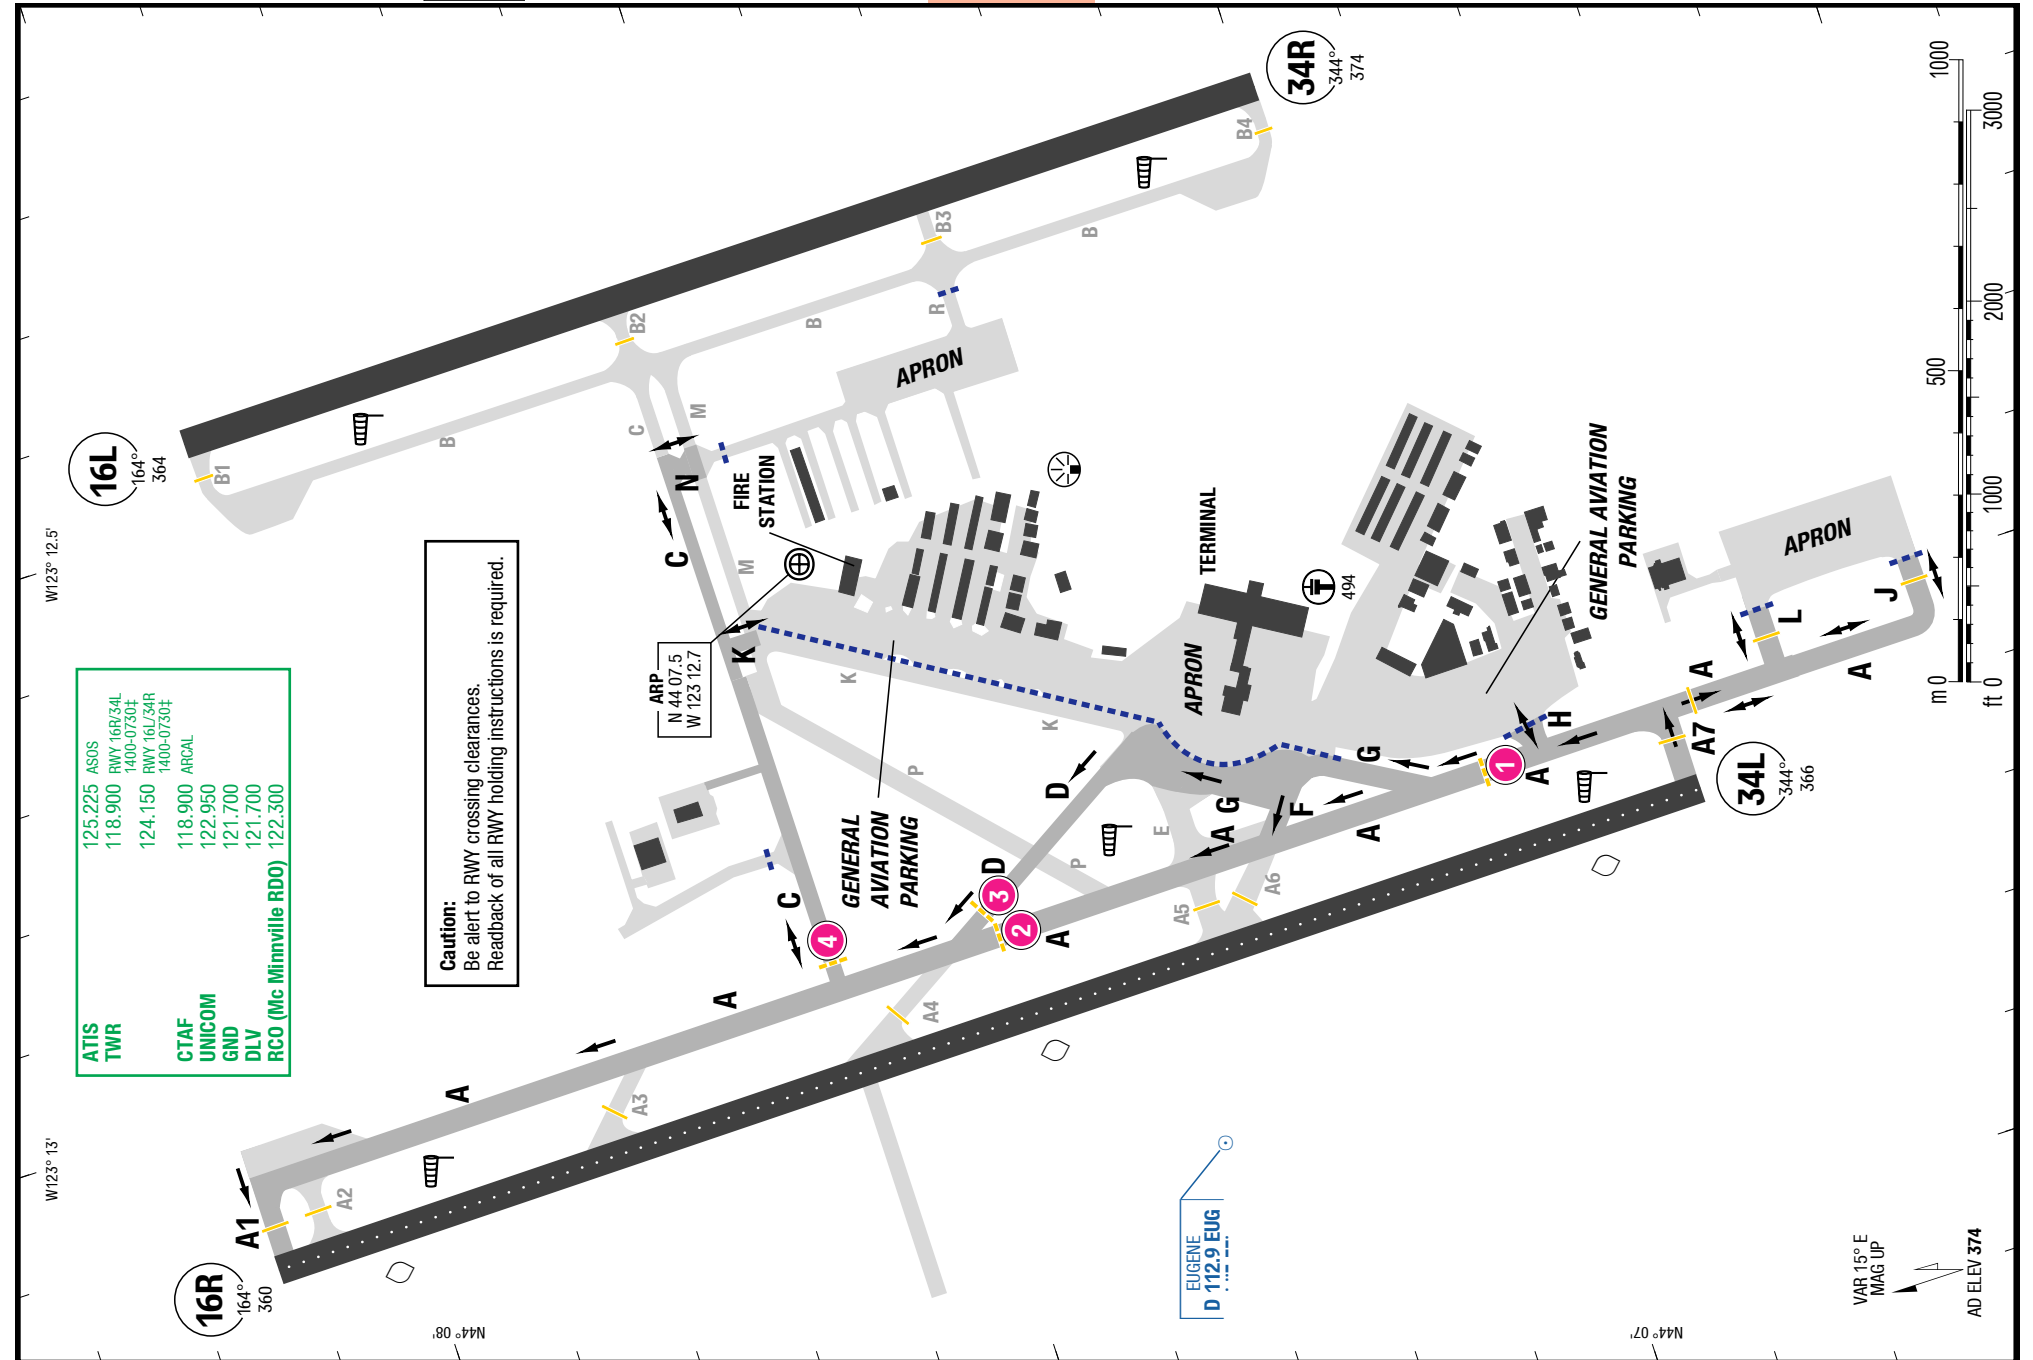 ATIS 125.225 ASOS
TWR 118.900 RWY 16R/34L
1400-0730‡
124.150 RWY 16L/34R
1400-0730‡
CTAF 118.900 ARCAL
UNICOM 122.950
GND 121.700
DLV 121.700
RCO (Mc Minnville RDO) 122.300
Caution:
Be alert to RWY crossing clearances.
Readback of all RWY holding instructions is required.
W123° 12.5'
W123° 13'
N44° 08'
N44° 07'
16L
164°
364
34R
344°
374
16R
164°
360
34L
344°
366
ARP
N 44 07.5
W 123 12.7
FIRE
STATION
TERMINAL
494
GENERAL
AVIATION
PARKING
GENERAL AVIATION
PARKING
APRON
APRON
APRON
B1
B
B2
B
B3
B
B4
R
C
M
N
C
M
K
K
K
P
P
C
D
D
E
G
G
F
A
A
A
A
A
A
A
A
H
L
J
A1
A2
A3
A4
A5
A6
A7
1
2
3
4
EUGENE
D 112.9 EUG
VAR 15° E
MAG UP
AD ELEV 374
m 0
500
1000
ft 0
1000
2000
3000